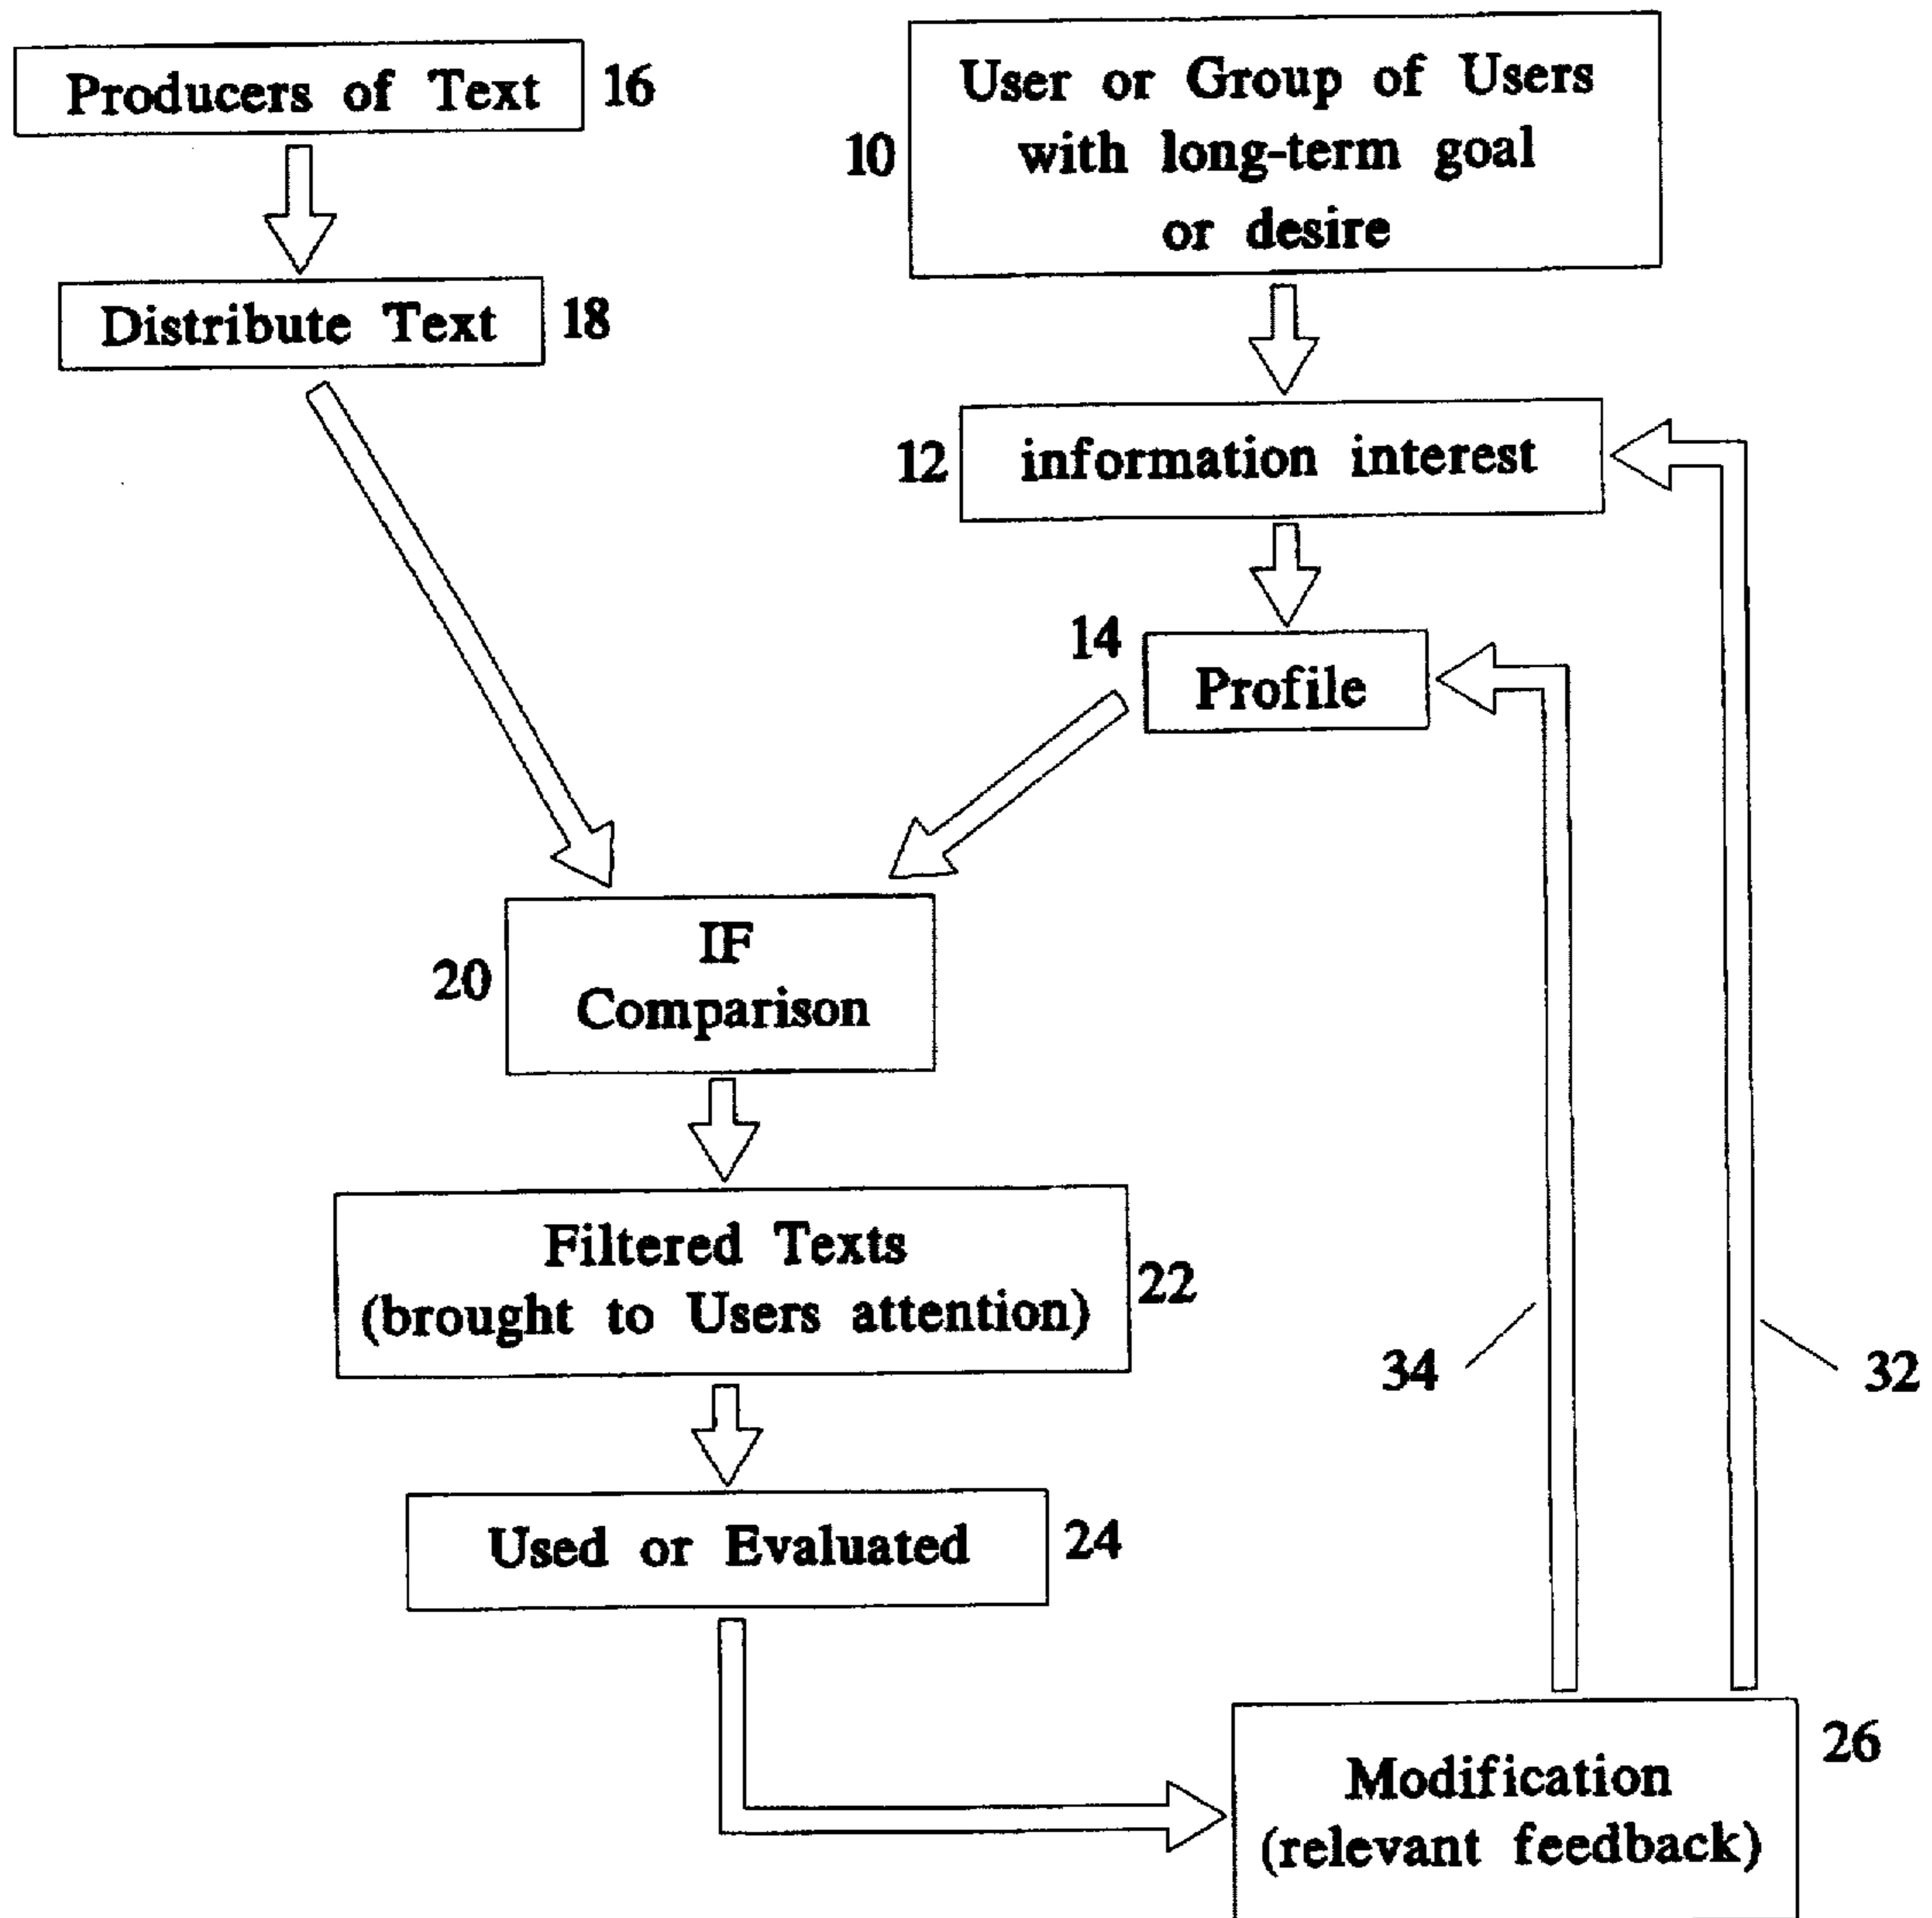 Producers of Text
16
User or Group of Users
with long-term goal
or desire
10
Distribute Text
18
12
information interest
14
Profile
IF
Comparison
20
Filtered Texts
(brought to Users attention)
22
34
32
Used or Evaluated
24
Modification
(relevant feedback)
26